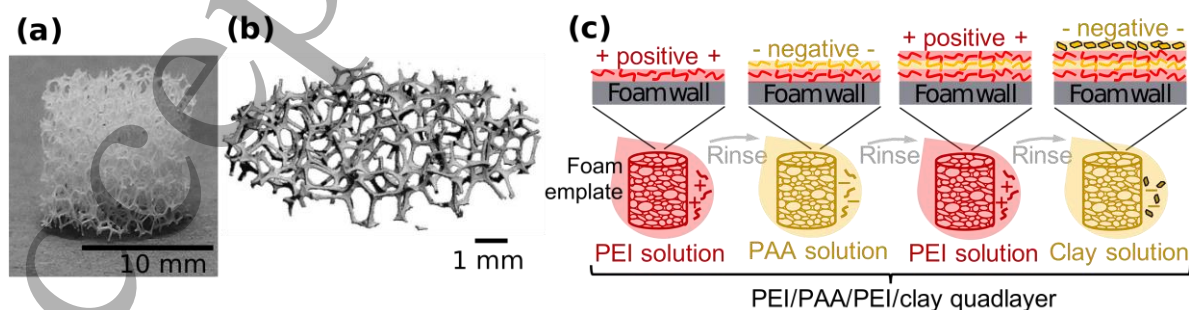 (a)
(b)
(c)
10 mm
1 mm
+ positive +
- negative -
+ positive +
- negative -
Foam wall
Foam wall
Foam wall
Foam wall
Rinse
Rinse
Rinse
Foam
emplate
+
+
+
+
PEI solution
PAA solution
PEI solution
Clay solution
PEI/PAA/PEI/clay quadlayer